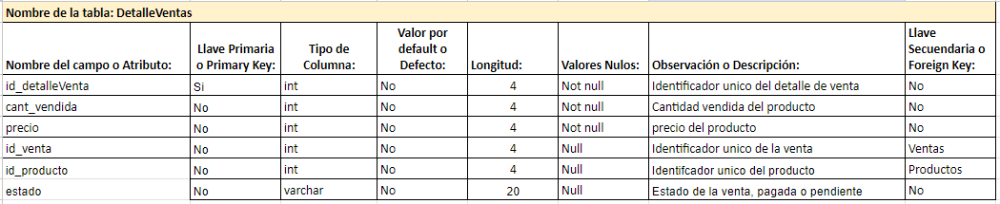 Nombre de la tabla: DetalleVentas
Nombre del campo o Atributo: Llave Primaria o Primary Key: Tipo de Columna: Valor por default o Defecto: Longitud: Valores Nulos: Observación o Descripción: Llave Secuendaria o Foreign Key:
id_detalleVenta Si int No 4 Not null Identificador unico del detalle de venta No
cant_vendida No int No 4 Not null Cantidad vendida del producto No
precio No int No 4 Not null precio del producto No
id_venta No int No 4 Null Identificador unico de la venta Ventas
id_producto No int No 4 Null Identifcador unico del producto Productos
estado No varchar No 20 Null Estado de la venta, pagada o pendiente No